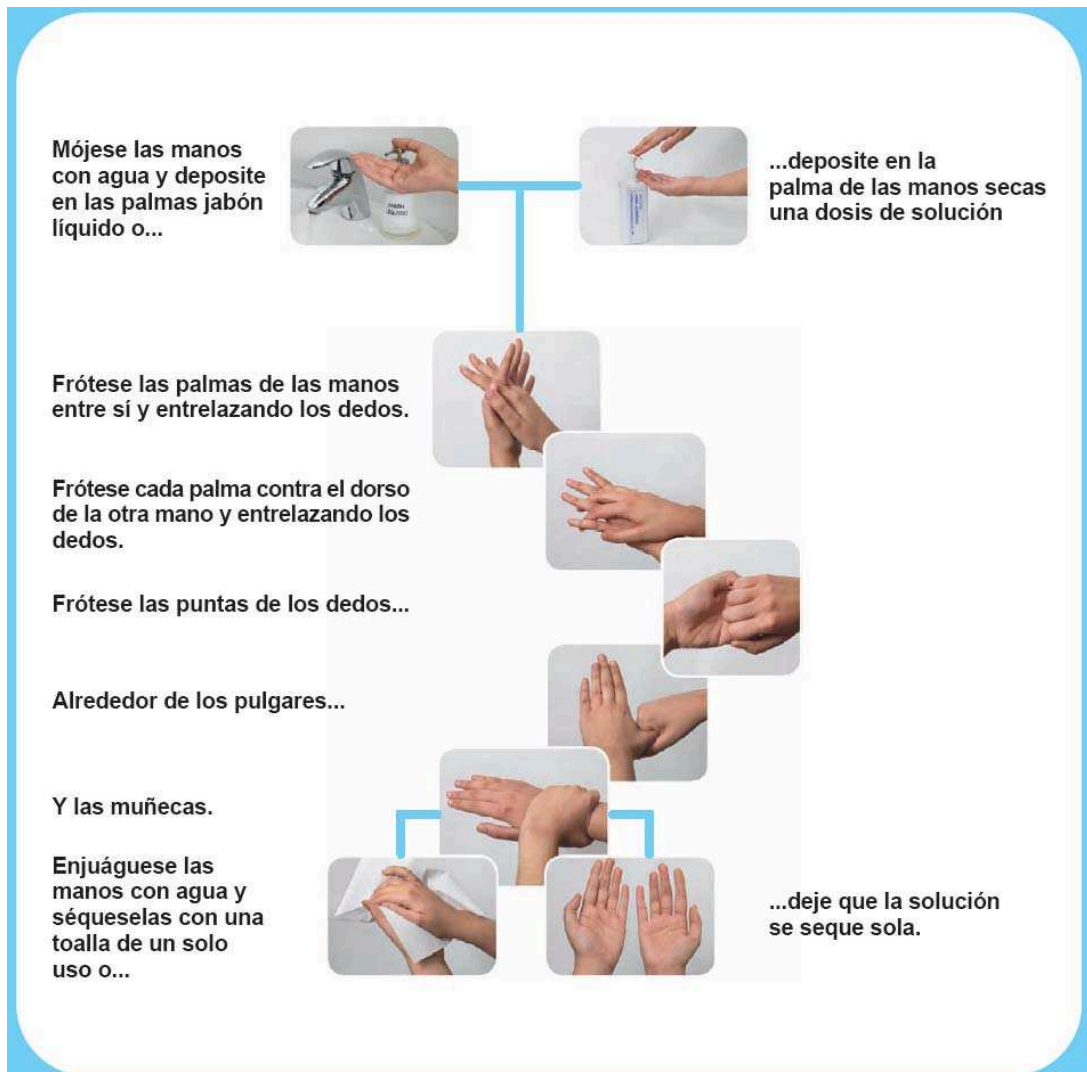 Mójese las manos
con agua y deposite
en las palmas jabón
líquido o...
...deposite en la
palma de las manos secas
una dosis de solución
Frótese las palmas de las manos
entre sí y entrelazando los dedos.
Frótese cada palma contra el dorso
de la otra mano y entrelazando los
dedos.
Frótese las puntas de los dedos...
Alrededor de los pulgares...
Y las muñecas.
Enjuáguese las
manos con agua y
séqueselas con una
toalla de un solo
uso o...
...deje que la solución
se seque sola.